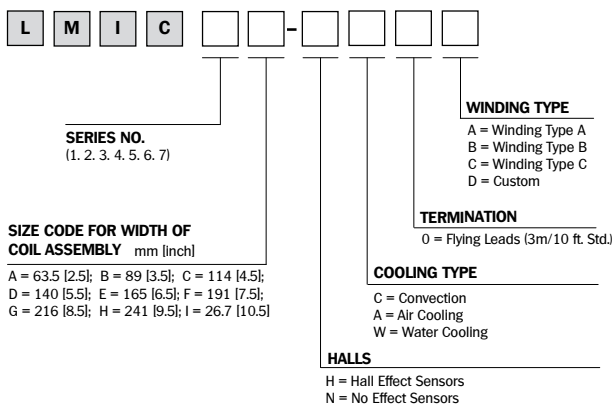 L M I C -
WINDING TYPE
A = Winding Type A
B = Winding Type B
C = Winding Type C
D = Custom
SERIES NO.
(1. 2. 3. 4. 5. 6. 7)
TERMINATION
0 = Flying Leads (3m/10 ft. Std.)
SIZE CODE FOR WIDTH OF
COIL ASSEMBLY mm [inch]
A = 63.5 [2.5]; B = 89 [3.5]; C = 114 [4.5];
D = 140 [5.5]; E = 165 [6.5]; F = 191 [7.5];
G = 216 [8.5]; H = 241 [9.5]; I = 26.7 [10.5]
COOLING TYPE
C = Convection
A = Air Cooling
W = Water Cooling
HALLS
H = Hall Effect Sensors
N = No Effect Sensors